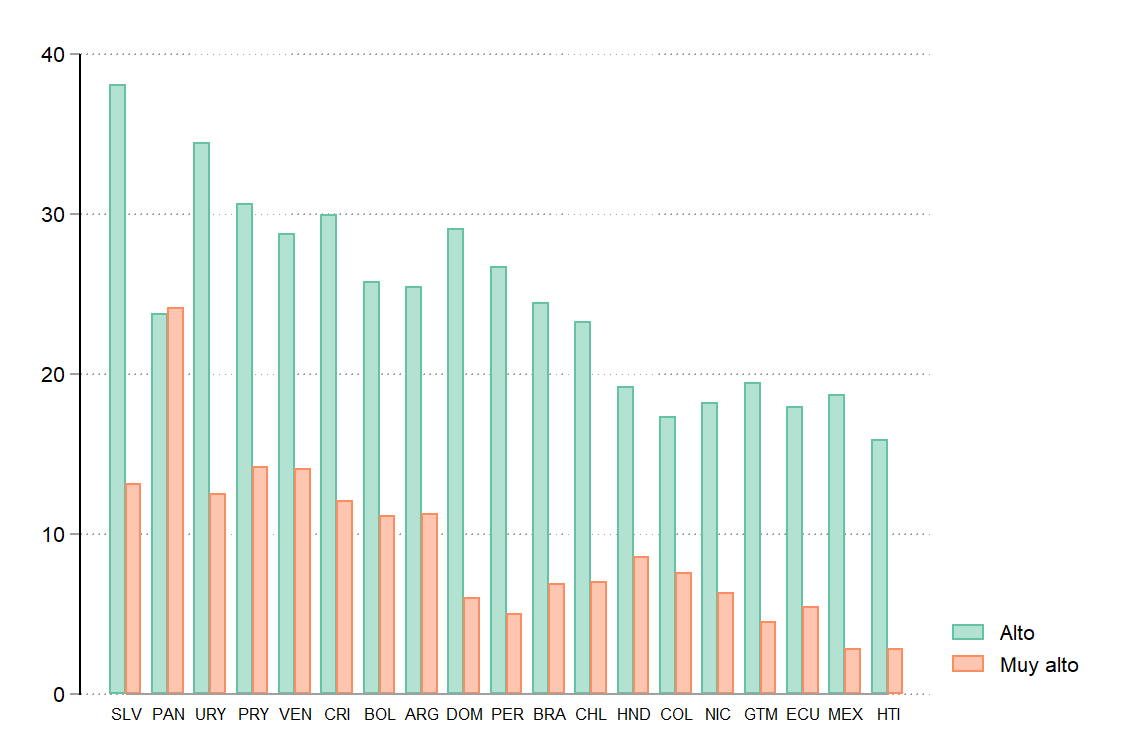 40
30
20
10
0
SLV PAN URY PRY VEN CRI BOL ARG DOM PER BRA CHL HND COL NIC GTM ECU MEX HTI
Alto
Muy alto